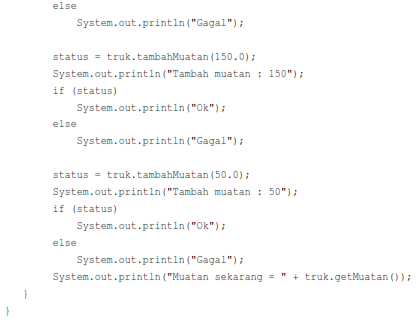 else
System.out.println("Gagal");
status = truk.tambahMuatan(150.0);
System.out.println("Tambah muatan : 150");
if (status)
System.out.println("Ok");
else
System.out.println("Gagal");
status = truk.tambahMuatan(50.0);
System.out.println("Tambah muatan : 50");
if (status)
System.out.println("Ok");
else
System.out.println("Gagal");
System.out.println("Muatan sekarang = " + truk.getMuatan());
}
}